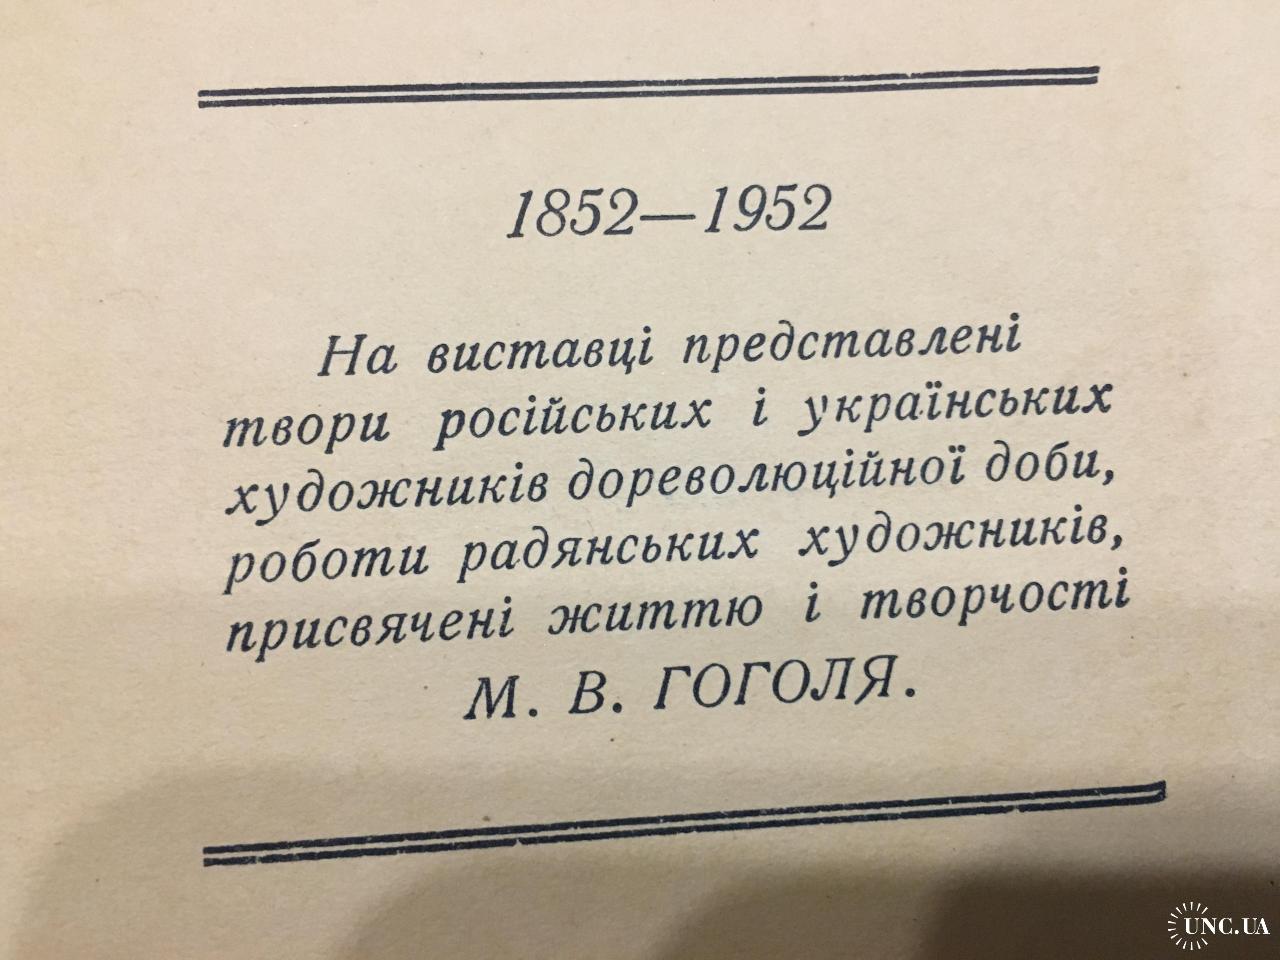 1852—1952
На виставці представлені
твори російських і українських
художників дореволюційної доби,
роботи радянських художників,
присвячені життю і творчості
М. В. ГОГОЛЯ.
UNC.UA